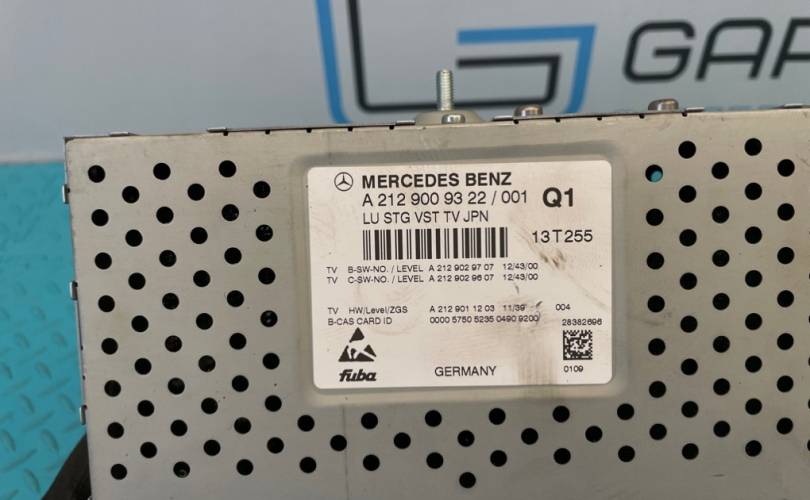 GAR
MERCEDES BENZ
A 212 900 93 22 / 001 Q1
LU STG VST TV JPN
13T255
TV B-SW-NO. / LEVEL A 212 902 97 07 12/43/00
TV C-SW-NO. / LEVEL A 212 902 96 07 12/43/00
TV HW/Level/ZGS A 212 901 12 03 11/39 004
B-CAS CARD ID 0000 5750 5235 0490 9200 28382696
fuba GERMANY 0109